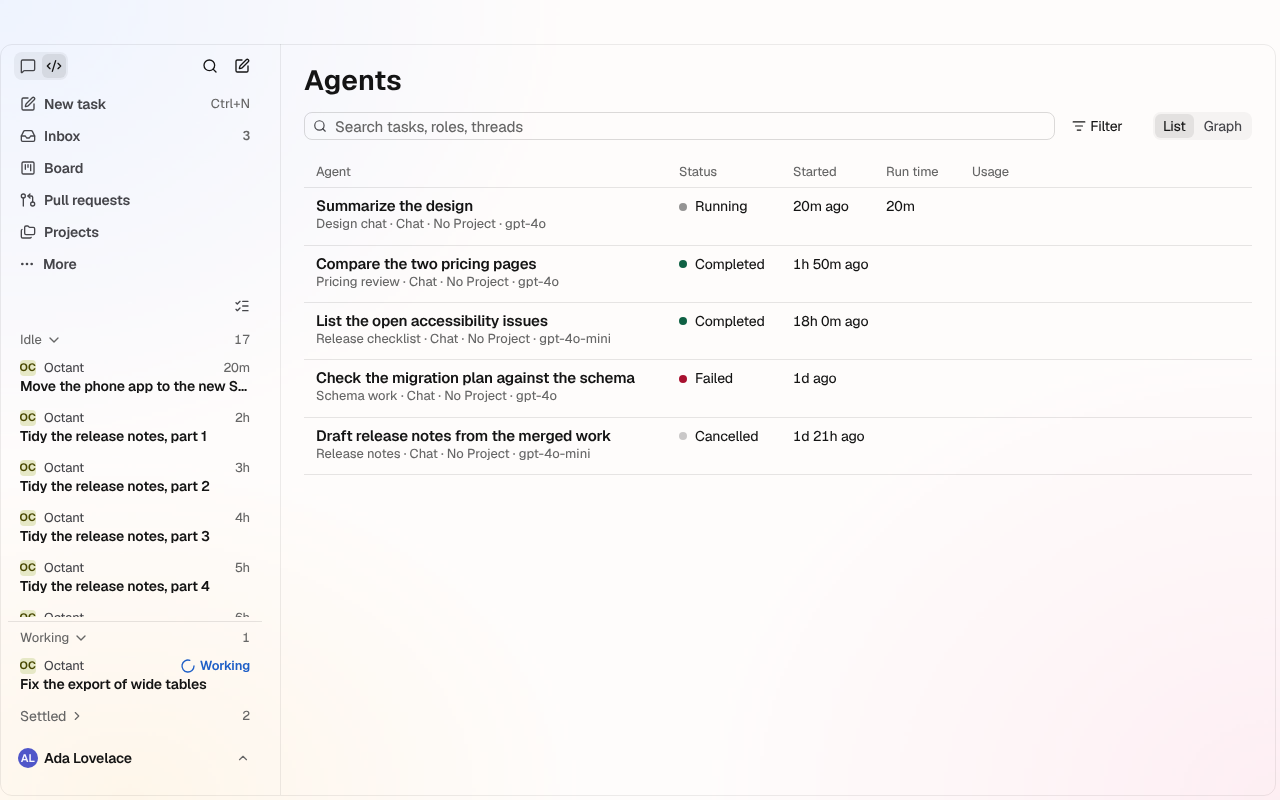 New task Ctrl+N
Inbox 3
Board
Pull requests
Projects
More
Idle 17
OC Octant 20m
Move the phone app to the new S...
OC Octant 2h
Tidy the release notes, part 1
OC Octant 3h
Tidy the release notes, part 2
OC Octant 4h
Tidy the release notes, part 3
OC Octant 5h
Tidy the release notes, part 4
Working 1
OC Octant Working
Fix the export of wide tables
Settled 2
AL Ada Lovelace
Agents
Search tasks, roles, threads
Filter
List Graph
Agent Status Started Run time Usage
Summarize the design Running 20m ago 20m
Design chat · Chat · No Project · gpt-4o
Compare the two pricing pages Completed 1h 50m ago
Pricing review · Chat · No Project · gpt-4o
List the open accessibility issues Completed 18h 0m ago
Release checklist · Chat · No Project · gpt-4o-mini
Check the migration plan against the schema Failed 1d ago
Schema work · Chat · No Project · gpt-4o
Draft release notes from the merged work Cancelled 1d 21h ago
Release notes · Chat · No Project · gpt-4o-mini